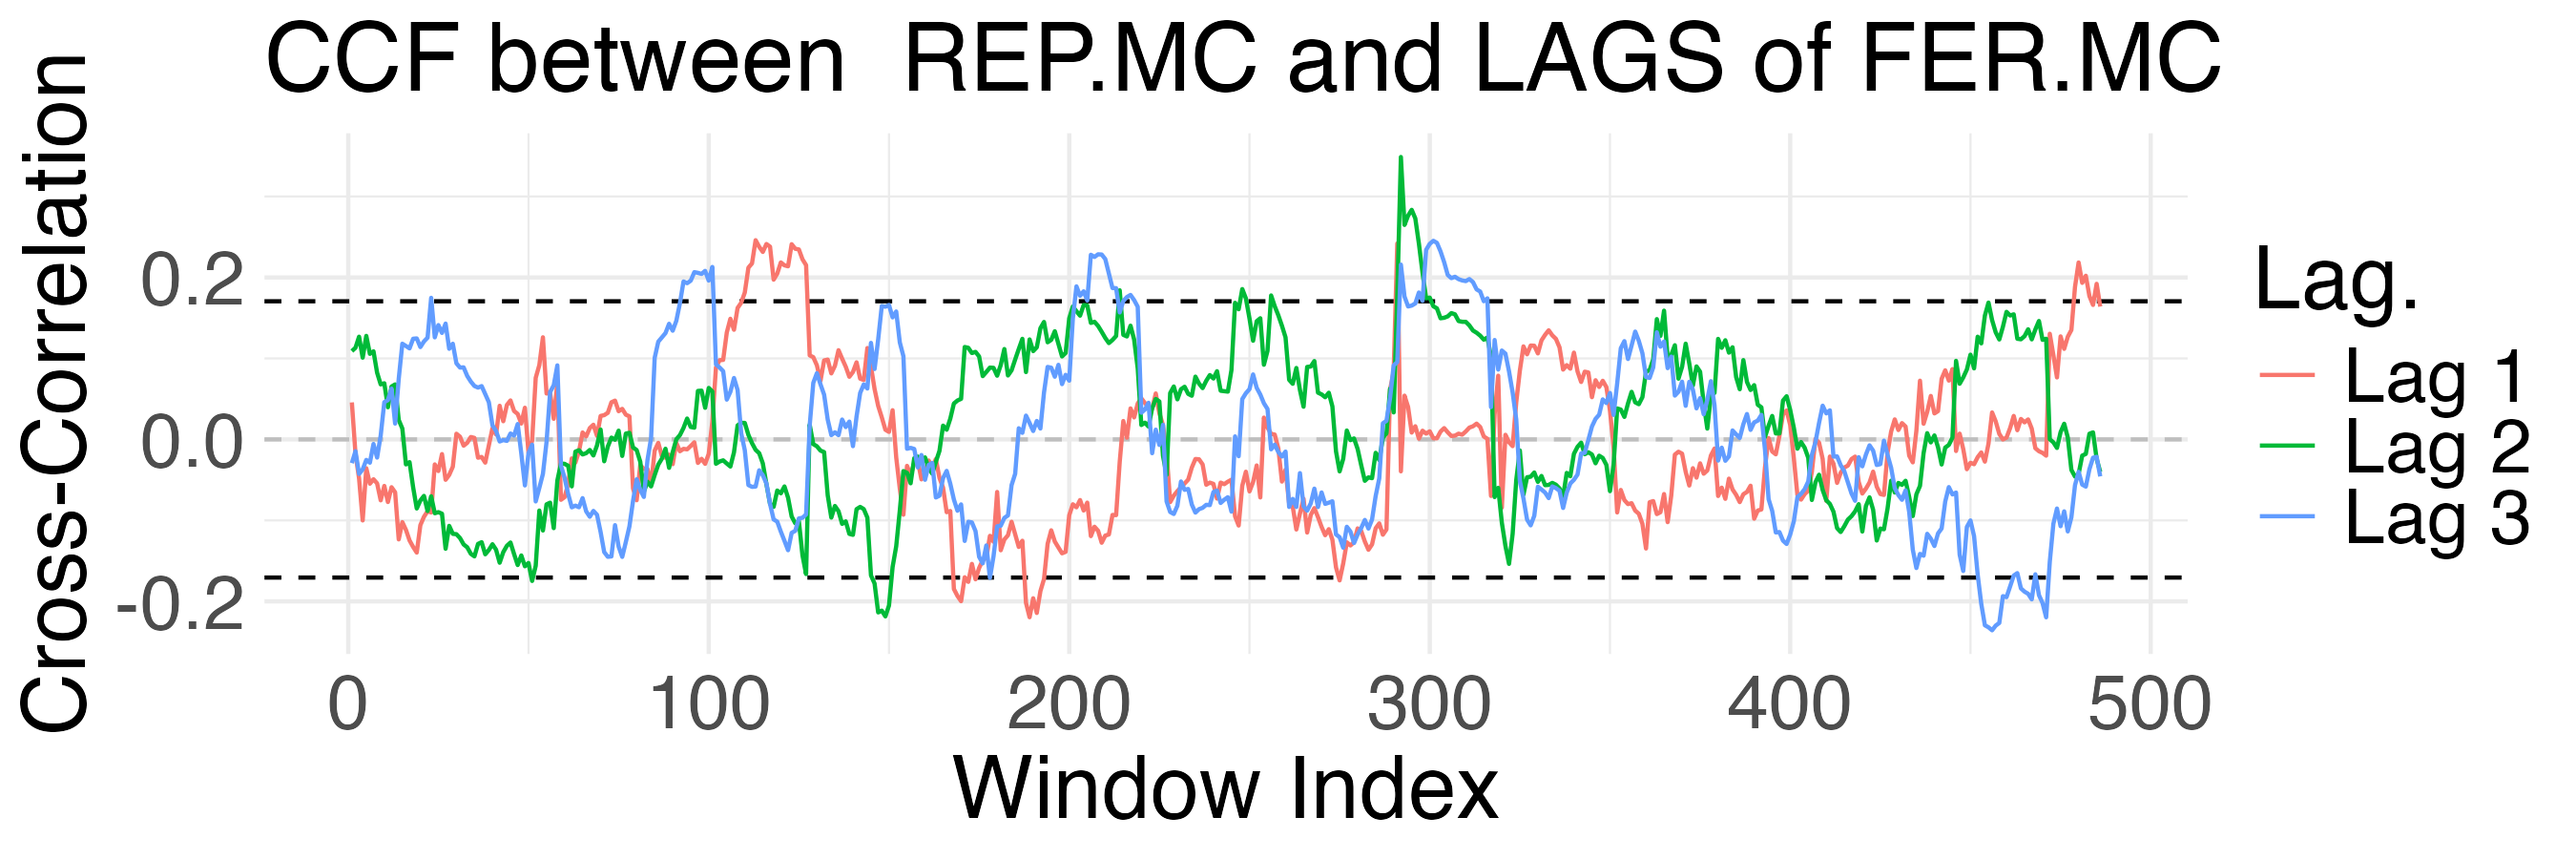 CCF between  REP.MC and LAGS of FER.MC
Cross-Correlation
0.2
0.0
-0.2
0
100
200
300
400
500
Window Index
Lag.
Lag 1
Lag 2
Lag 3